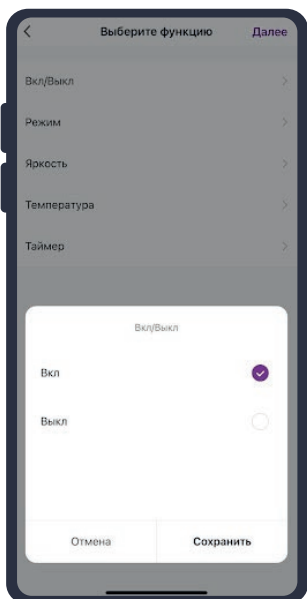 Выберите функцию Далее
Вкл/Выкл
Режим
Яркость
Температура
Таймер
Вкл/Выкл
Вкл
Выкл
Отмена Сохранить